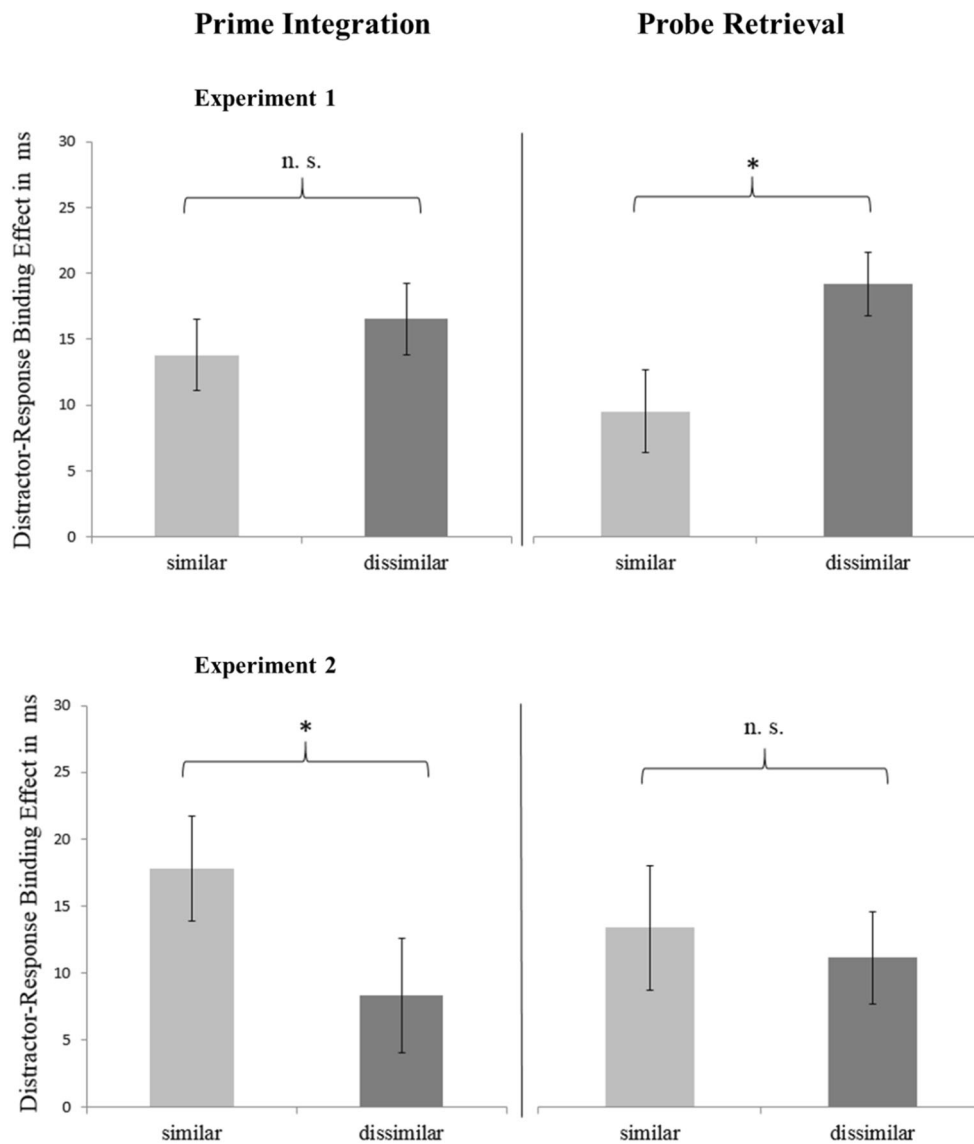 Prime Integration
Probe Retrieval
Experiment 1
Distractor-Response Binding Effect in ms
30
25
20
15
10
5
0
n. s.
similar
dissimilar
*
similar
dissimilar
Experiment 2
Distractor-Response Binding Effect in ms
30
25
20
15
10
5
0
*
similar
dissimilar
n. s.
similar
dissimilar